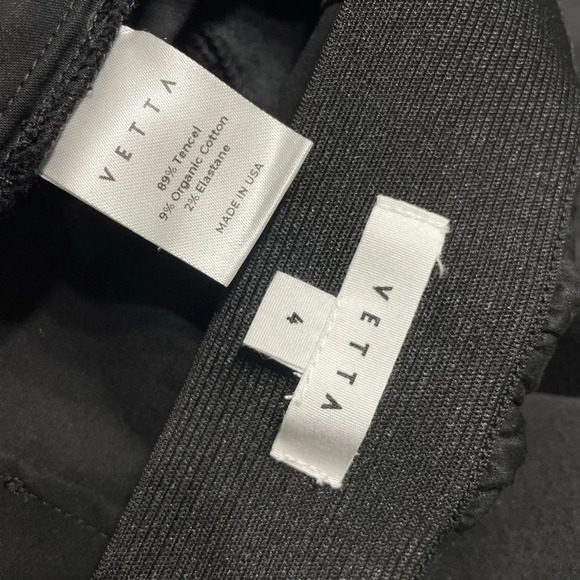 VETTA
89% Tencel
9% Organic Cotton
2% Elastane
MADE IN USA
VETTA
4